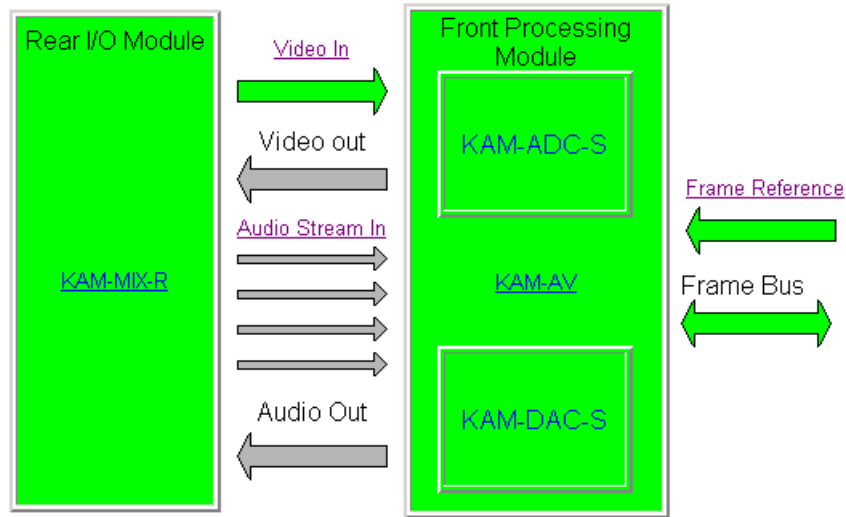 Rear I/O Module
KAM-MIX-R
Video In
Video out
Audio Stream In
Audio Out
Front Processing
Module
KAM-ADC-S
KAM-AV
KAM-DAC-S
Frame Reference
Frame Bus